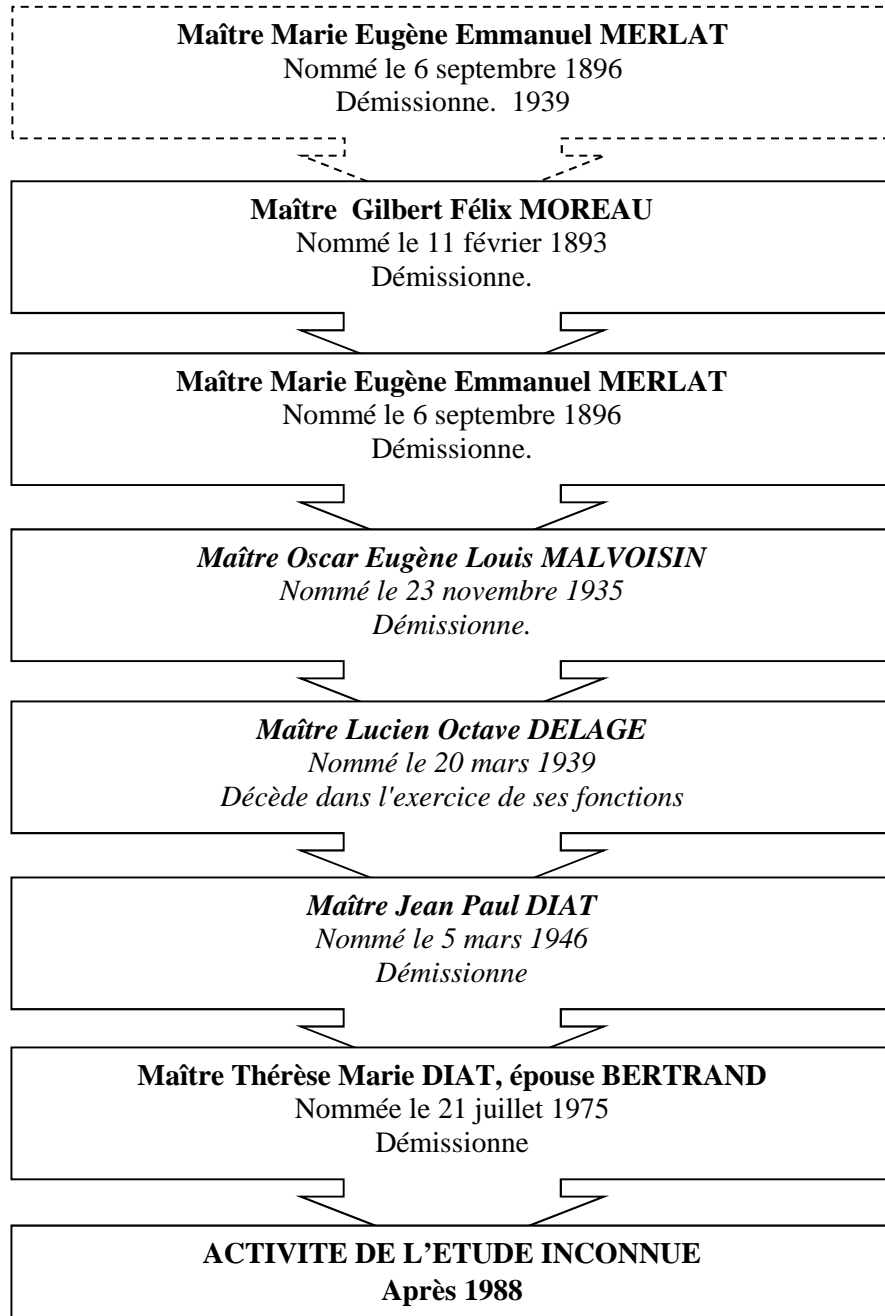 Maître Marie Eugène Emmanuel MERLAT
Nommé le 6 septembre 1896
Démissionne. 1939
Maître Gilbert Félix MOREAU
Nommé le 11 février 1893
Démissionne.
Maître Marie Eugène Emmanuel MERLAT
Nommé le 6 septembre 1896
Démissionne.
Maître Oscar Eugène Louis MALVOISIN
Nommé le 23 novembre 1935
Démissionne.
Maître Lucien Octave DELAGE
Nommé le 20 mars 1939
Décède dans l'exercice de ses fonctions
Maître Jean Paul DIAT
Nommé le 5 mars 1946
Démissionne
Maître Thérèse Marie DIAT, épouse BERTRAND
Nommée le 21 juillet 1975
Démissionne
ACTIVITE DE L’ETUDE INCONNUE
Après 1988